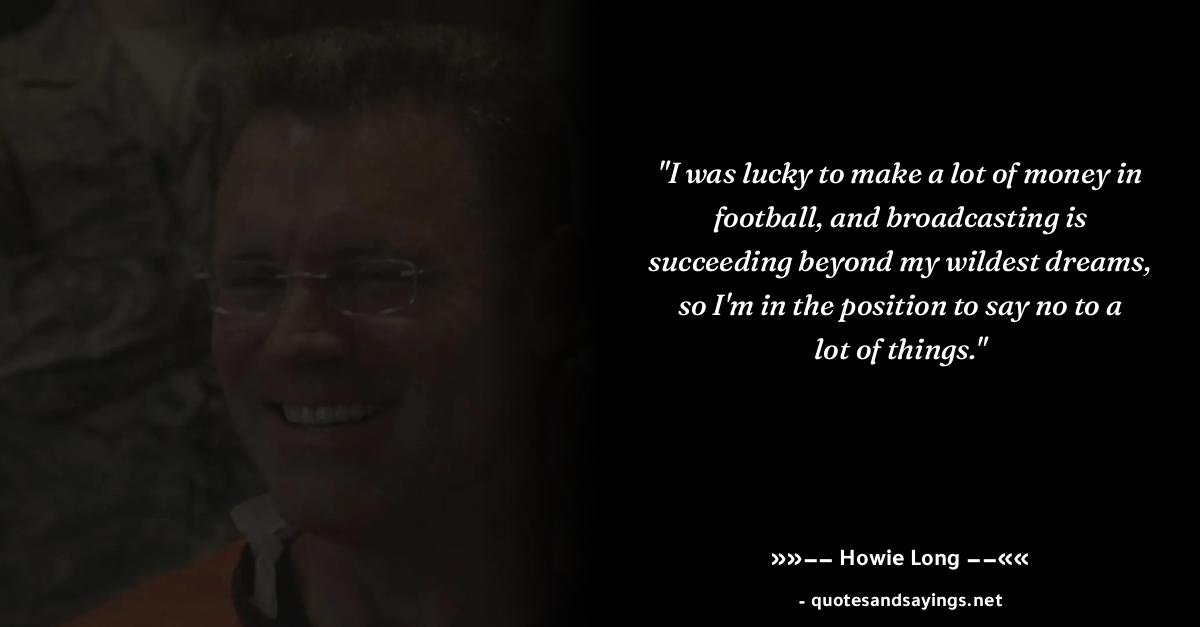 "I was lucky to make a lot of money in
football, and broadcasting is
succeeding beyond my wildest dreams,
so I'm in the position to say no to a
lot of things."
»»−− Howie Long −−««
- quotesandsayings.net